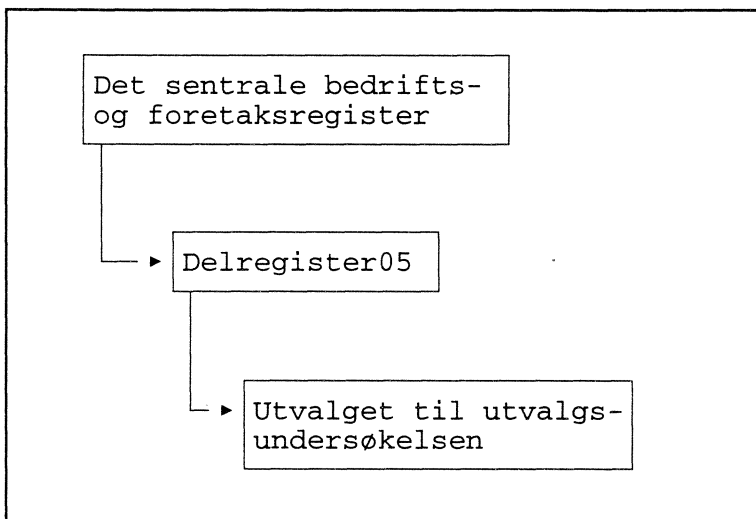 Det sentrale bedrifts-
og foretaksregister
Delregister05
Utvalget til utvalgs-
undersøkelsen